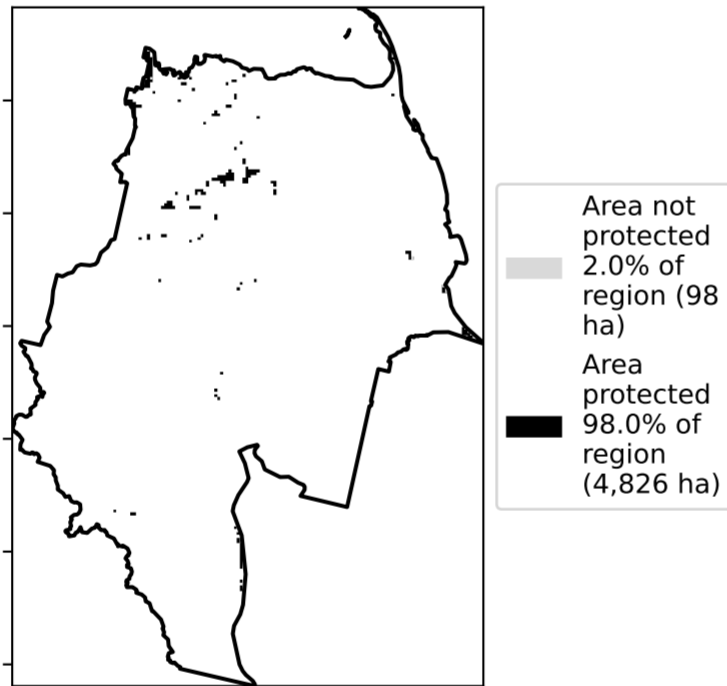 Area not
protected
2.0% of
region (98
ha)
Area
protected
98.0% of
region
(4,826 ha)